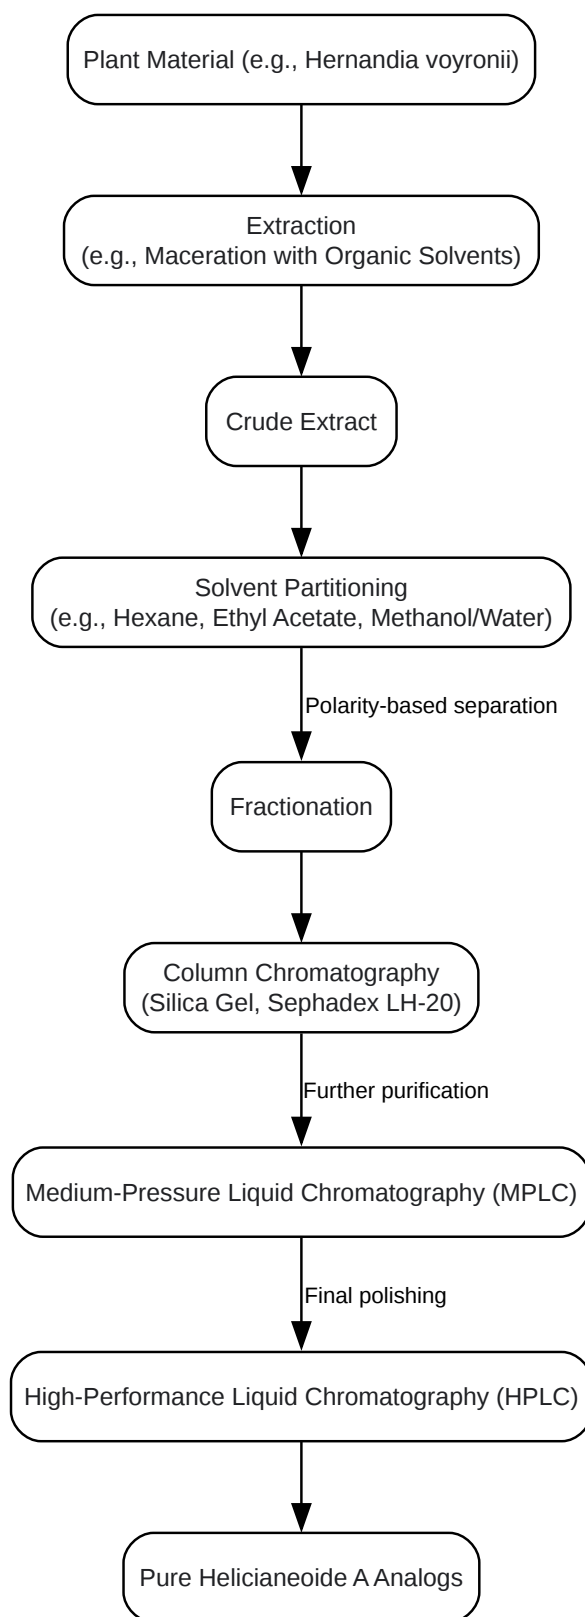 Plant Material (e.g., Hernandia voyronii)
Extraction
(e.g., Maceration with Organic Solvents)
Crude Extract
Solvent Partitioning
(e.g., Hexane, Ethyl Acetate, Methanol/Water)
Polarity-based separation
Fractionation
Column Chromatography
(Silica Gel, Sephadex LH-20)
Further purification
Medium-Pressure Liquid Chromatography (MPLC)
Final polishing
High-Performance Liquid Chromatography (HPLC)
Pure Helicianeoide A Analogs